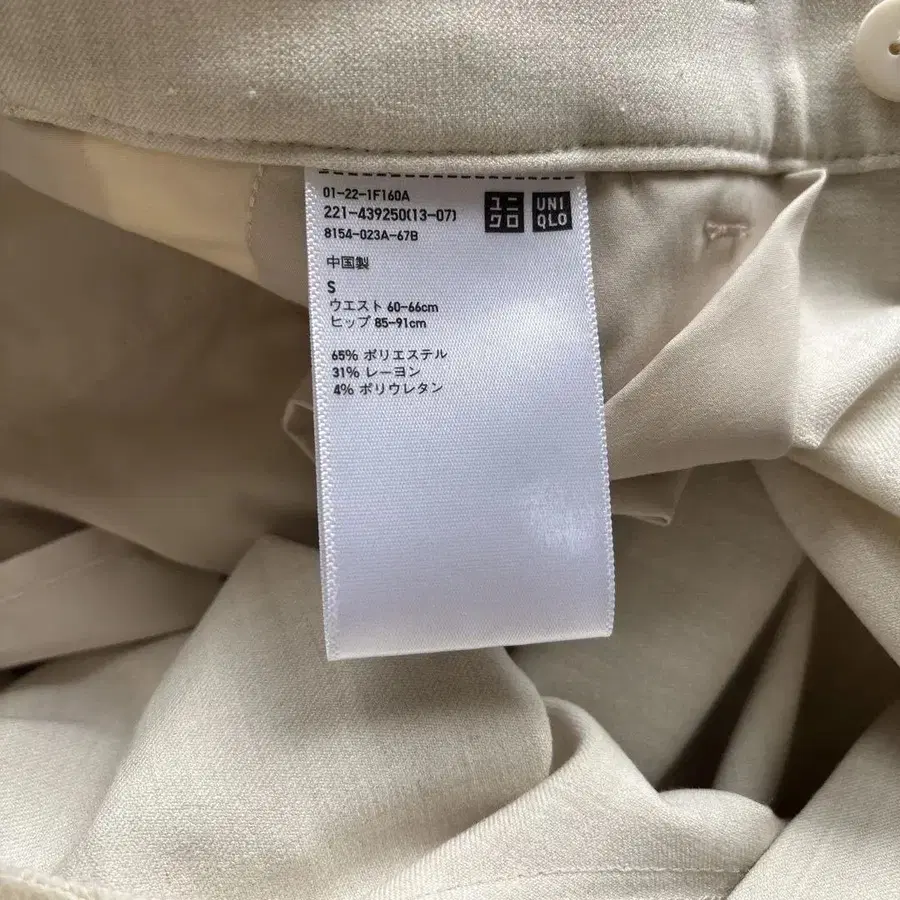 01-22-1F160A
221-439250(13-07)
8154-023A-67B
ユニ
クロ
UNI
QLO
中国製
S
ウエスト 60-66cm
ヒップ 85-91cm
65% ポリエステル
31% レーヨン
4% ポリウレタン